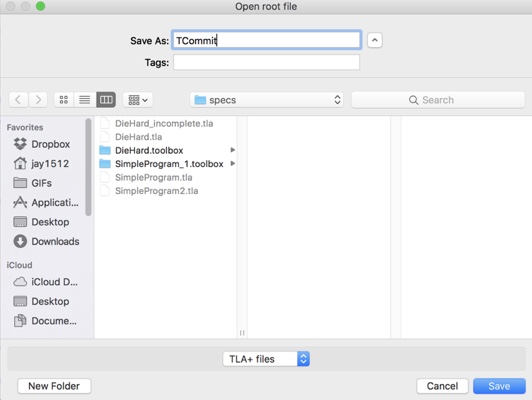 Open root file
Save As: TCommit
Tags:
specs
Search
Favorites
Dropbox
jay1512
GIFs
Applicati...
Desktop
Downloads
iCloud
iCloud D...
Desktop
Docume...
DieHard_incomplete.tla
DieHard.tla
DieHard.toolbox
SimpleProgram_1.toolbox
SimpleProgram.tla
SimpleProgram2.tla
TLA+ files
New Folder
Cancel
Save